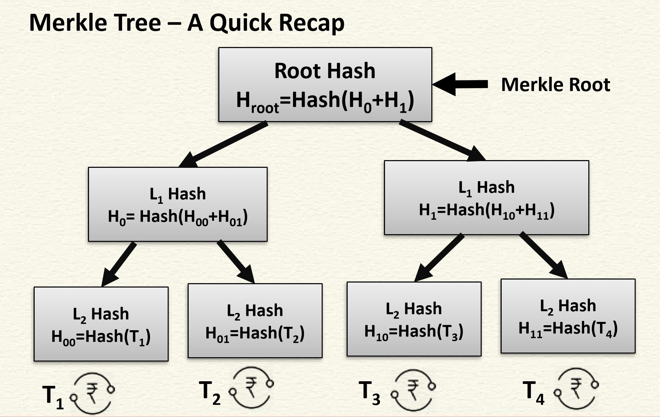 Merkle Tree – A Quick Recap
Root Hash
H_root=Hash(H₀+H₁)
Merkle Root
L₁ Hash
H₀= Hash(H₀₀+H₀₁)
L₁ Hash
H₁=Hash(H₁₀+H₁₁)
L₂ Hash
H₀₀=Hash(T₁)
L₂ Hash
H₀₁=Hash(T₂)
L₂ Hash
H₁₀=Hash(T₃)
L₂ Hash
H₁₁=Hash(T₄)
T₁ ₹ T₂ ₹ T₃ ₹ T₄ ₹